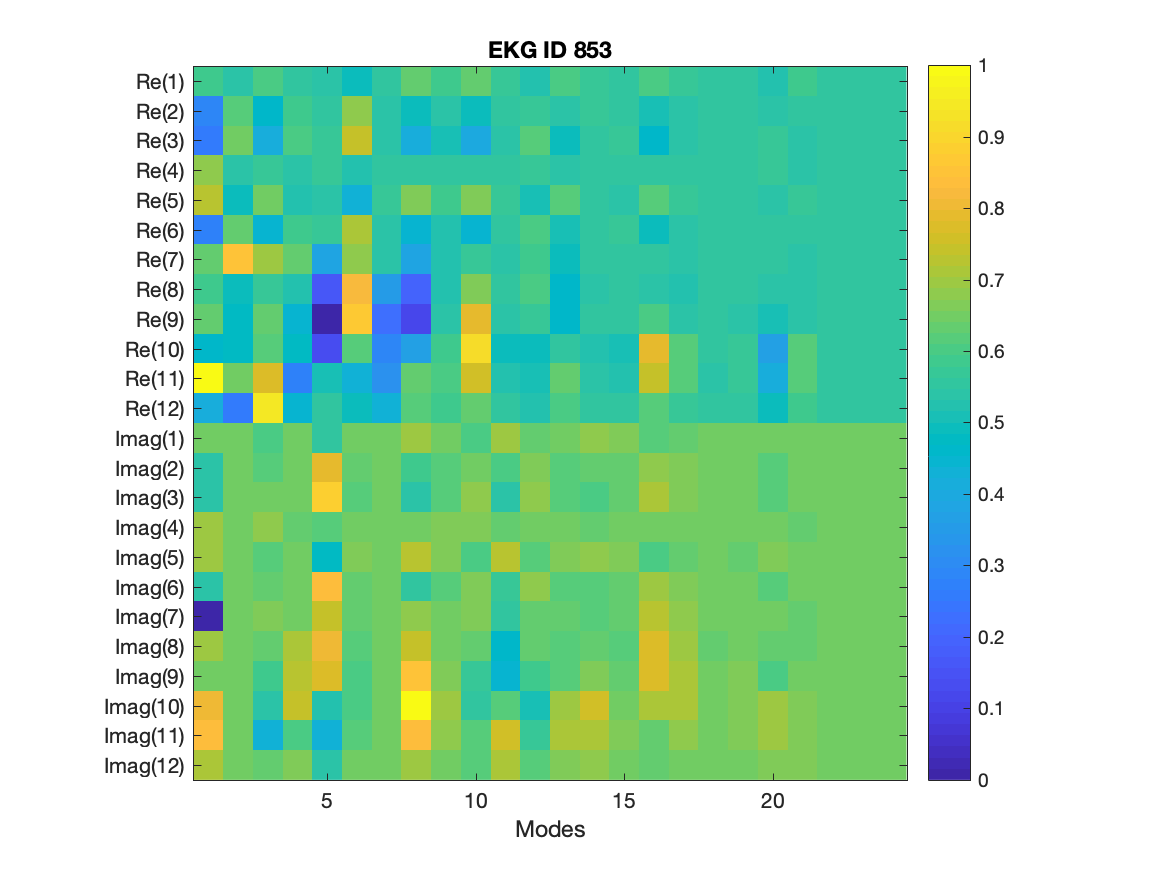 EKG ID 853
Re(1)
Re(2)
Re(3)
Re(4)
Re(5)
Re(6)
Re(7)
Re(8)
Re(9)
Re(10)
Re(11)
Re(12)
Imag(1)
Imag(2)
Imag(3)
Imag(4)
Imag(5)
Imag(6)
Imag(7)
Imag(8)
Imag(9)
Imag(10)
Imag(11)
Imag(12)
5 10 15 20
Modes
1
0.9
0.8
0.7
0.6
0.5
0.4
0.3
0.2
0.1
0